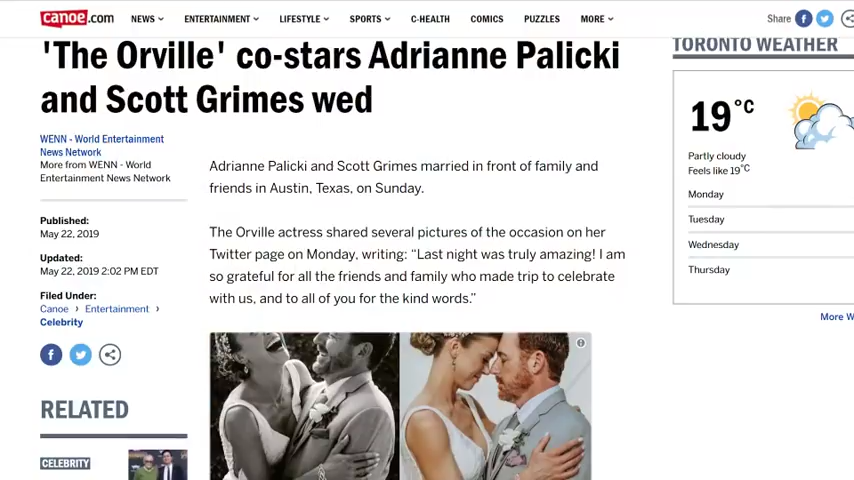 canoe.com
NEWS
ENTERTAINMENT
LIFESTYLE
SPORTS
C-HEALTH
COMICS
PUZZLES
MORE
Share
'The Orville' co-stars Adrianne Palicki
and Scott Grimes wed
WENN - World Entertainment
News Network
More from WENN - World
Entertainment News Network
Published:
May 22, 2019
Updated:
May 22, 2019 2:02 PM EDT
Filed Under:
Canoe › Entertainment ›
Celebrity
RELATED
CELEBRITY
Adrianne Palicki and Scott Grimes married in front of family and
friends in Austin, Texas, on Sunday.
The Orville actress shared several pictures of the occasion on her
Twitter page on Monday, writing: “Last night was truly amazing! I am
so grateful for all the friends and family who made trip to celebrate
with us, and to all of you for the kind words.”
TORONTO WEATHER
19°C
Partly cloudy
Feels like 19°C
Monday
Tuesday
Wednesday
Thursday
More W